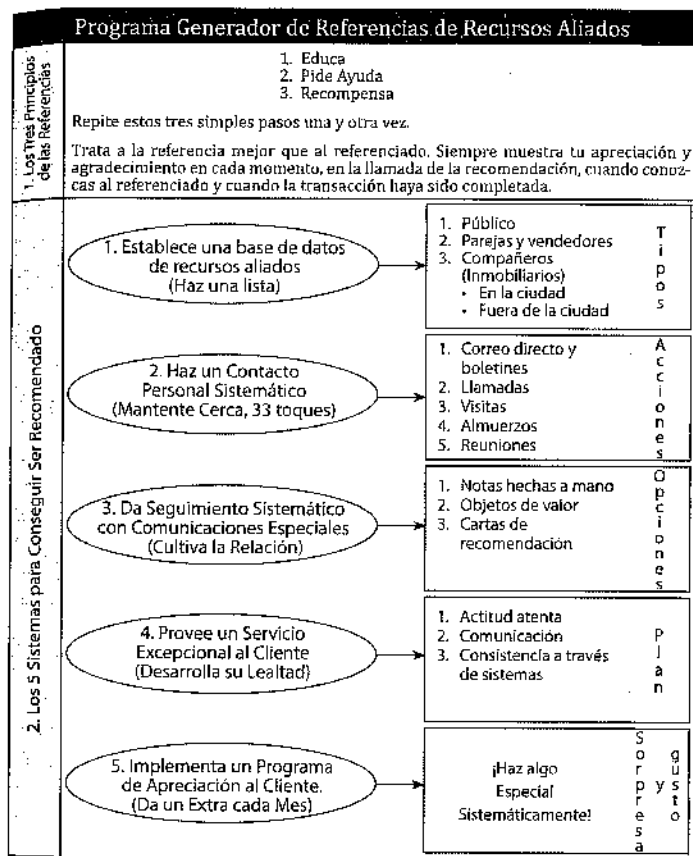 Programa Generador de Referencias de Recursos Aliados
1. Los Tres Principios
de las Referencias
1. Educa
2. Pide Ayuda
3. Recompensa
Repite estos tres simples pasos una y otra vez.
Trata a la referencia mejor que al referenciado. Siempre muestra tu apreciación y
agradecimiento en cada momento, en la llamada de la recomendación, cuando conoz-
cas al referenciado y cuando la transacción haya sido completada.
2. Los 5 Sistemas para Conseguir Ser Recomendado
1. Establece una base de datos
de recursos aliados
(Haz una lista)
1. Público
2. Parejas y vendedores
3. Compañeros
(Inmobiliarios)
• En la ciudad
• Fuera de la ciudad
Tipos
2. Haz un Contacto
Personal Sistemático
(Mantente Cerca, 33 toques)
1. Correo directo y
boletines
2. Llamadas
3. Visitas
4. Almuerzos
5. Reuniones
Acciones
3. Da Seguimiento Sistemático
con Comunicaciones Especiales
(Cultiva la Relación)
1. Notas hechas a mano
2. Objetos de valor
3. Cartas de
recomendación
Opciones
4. Provee un Servicio
Excepcional al Cliente
(Desarrolla su Lealtad)
1. Actitud atenta
2. Comunicación
3. Consistencia a través
de sistemas
Plan
5. Implementa un Programa
de Apreciación al Cliente.
(Da un Extra cada Mes)
¡Haz algo
Especial
Sistemáticamente!
Sorpresa
y
gusto